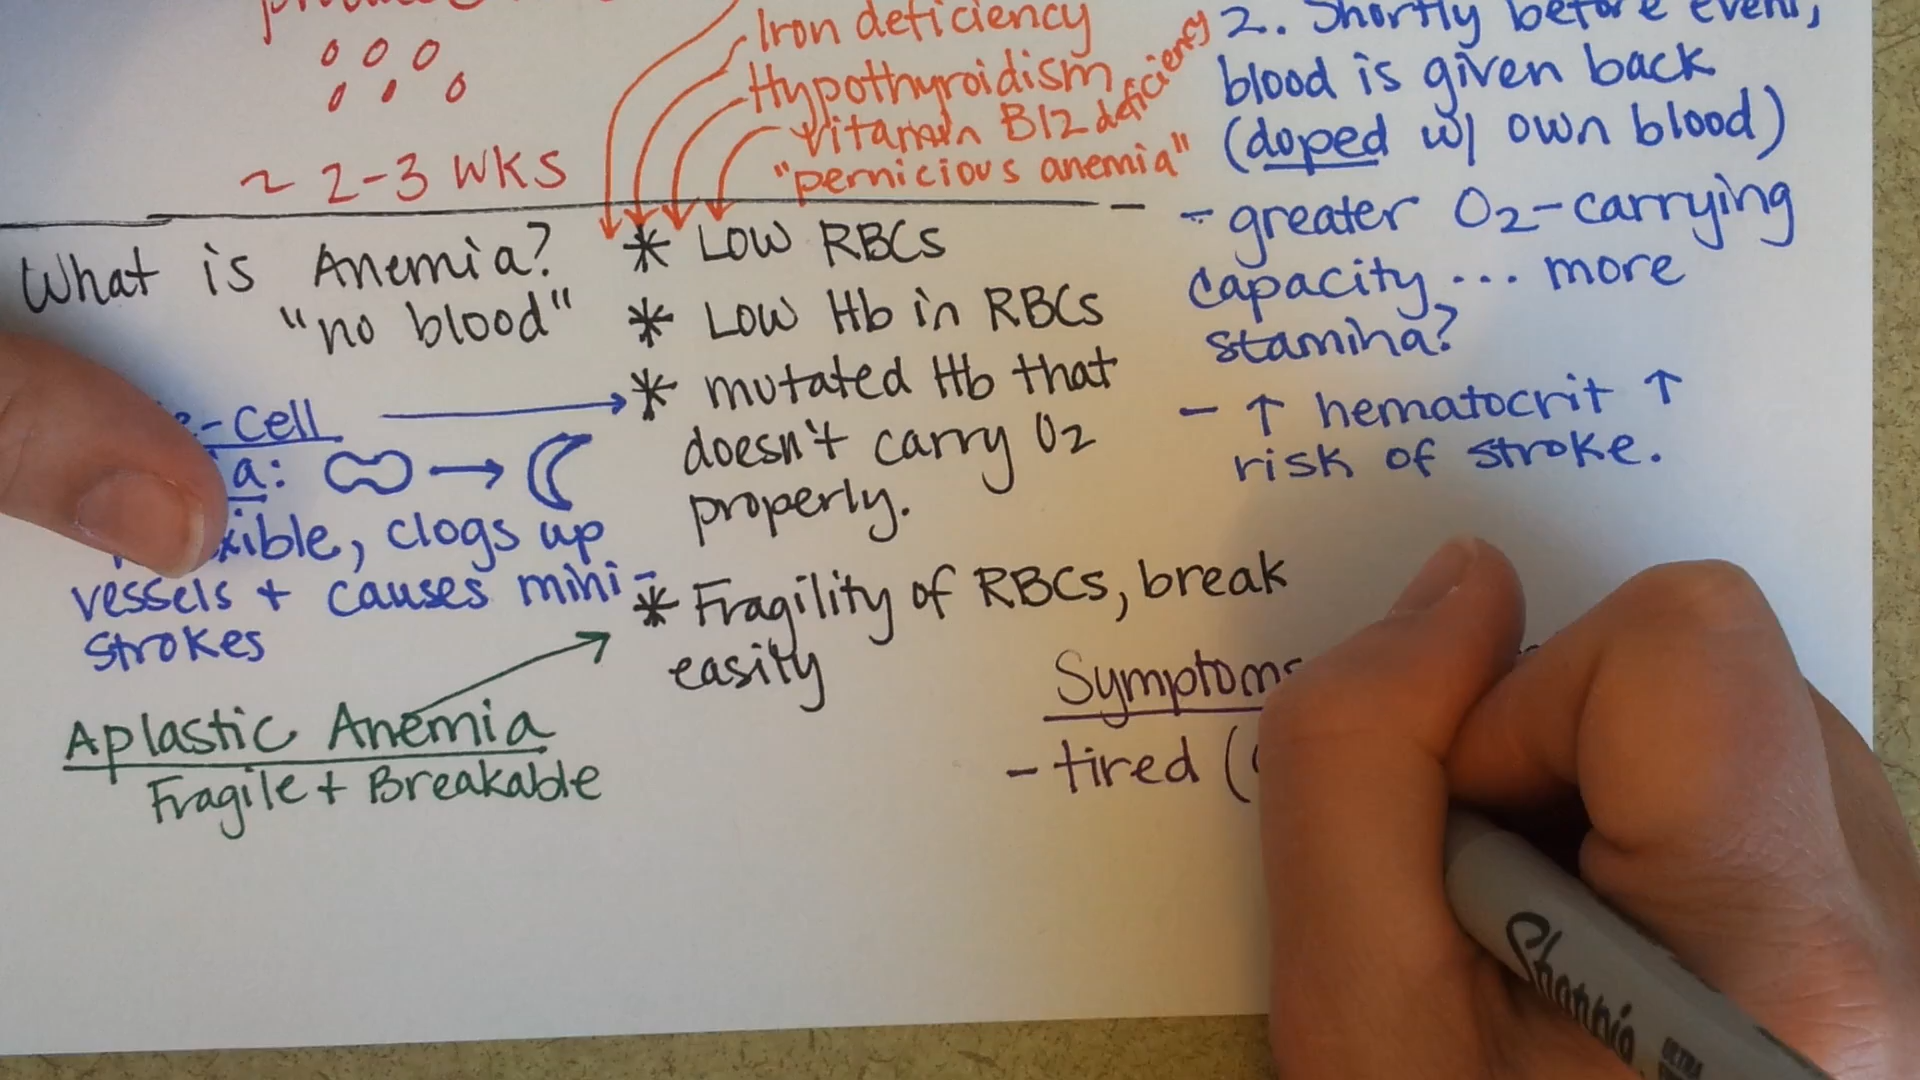 ~ 2-3 WKS
Iron deficiency
Hypothyroidism
Vitamin B12 deficiency
"pernicious anemia"
2. Shortly before event,
blood is given back
(doped w/ own blood)
- greater O2-carrying
capacity... more
stamina?
- ↑ hematocrit ↑
risk of stroke.
What is Anemia?
"no blood"
* Low RBCs
* Low Hb in RBCs
* mutated Hb that
doesn't carry O2
properly.
* Fragility of RBCs, break
easity
-cell
a:
xible, clogs up
vessels + causes mini-
strokes
Aplastic Anemia
Fragile + Breakable
Symptoms
- tired (
Sharpie